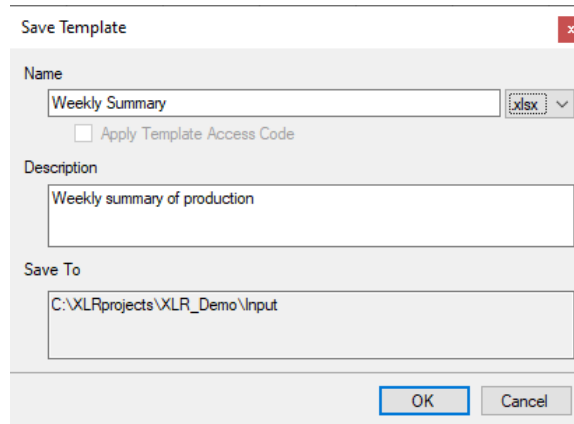 Save Template
x
Name
Weekly Summary
.xlsx
Apply Template Access Code
Description
Weekly summary of production
Save To
C:\XLRprojects\XLR_Demo\Input
OK
Cancel